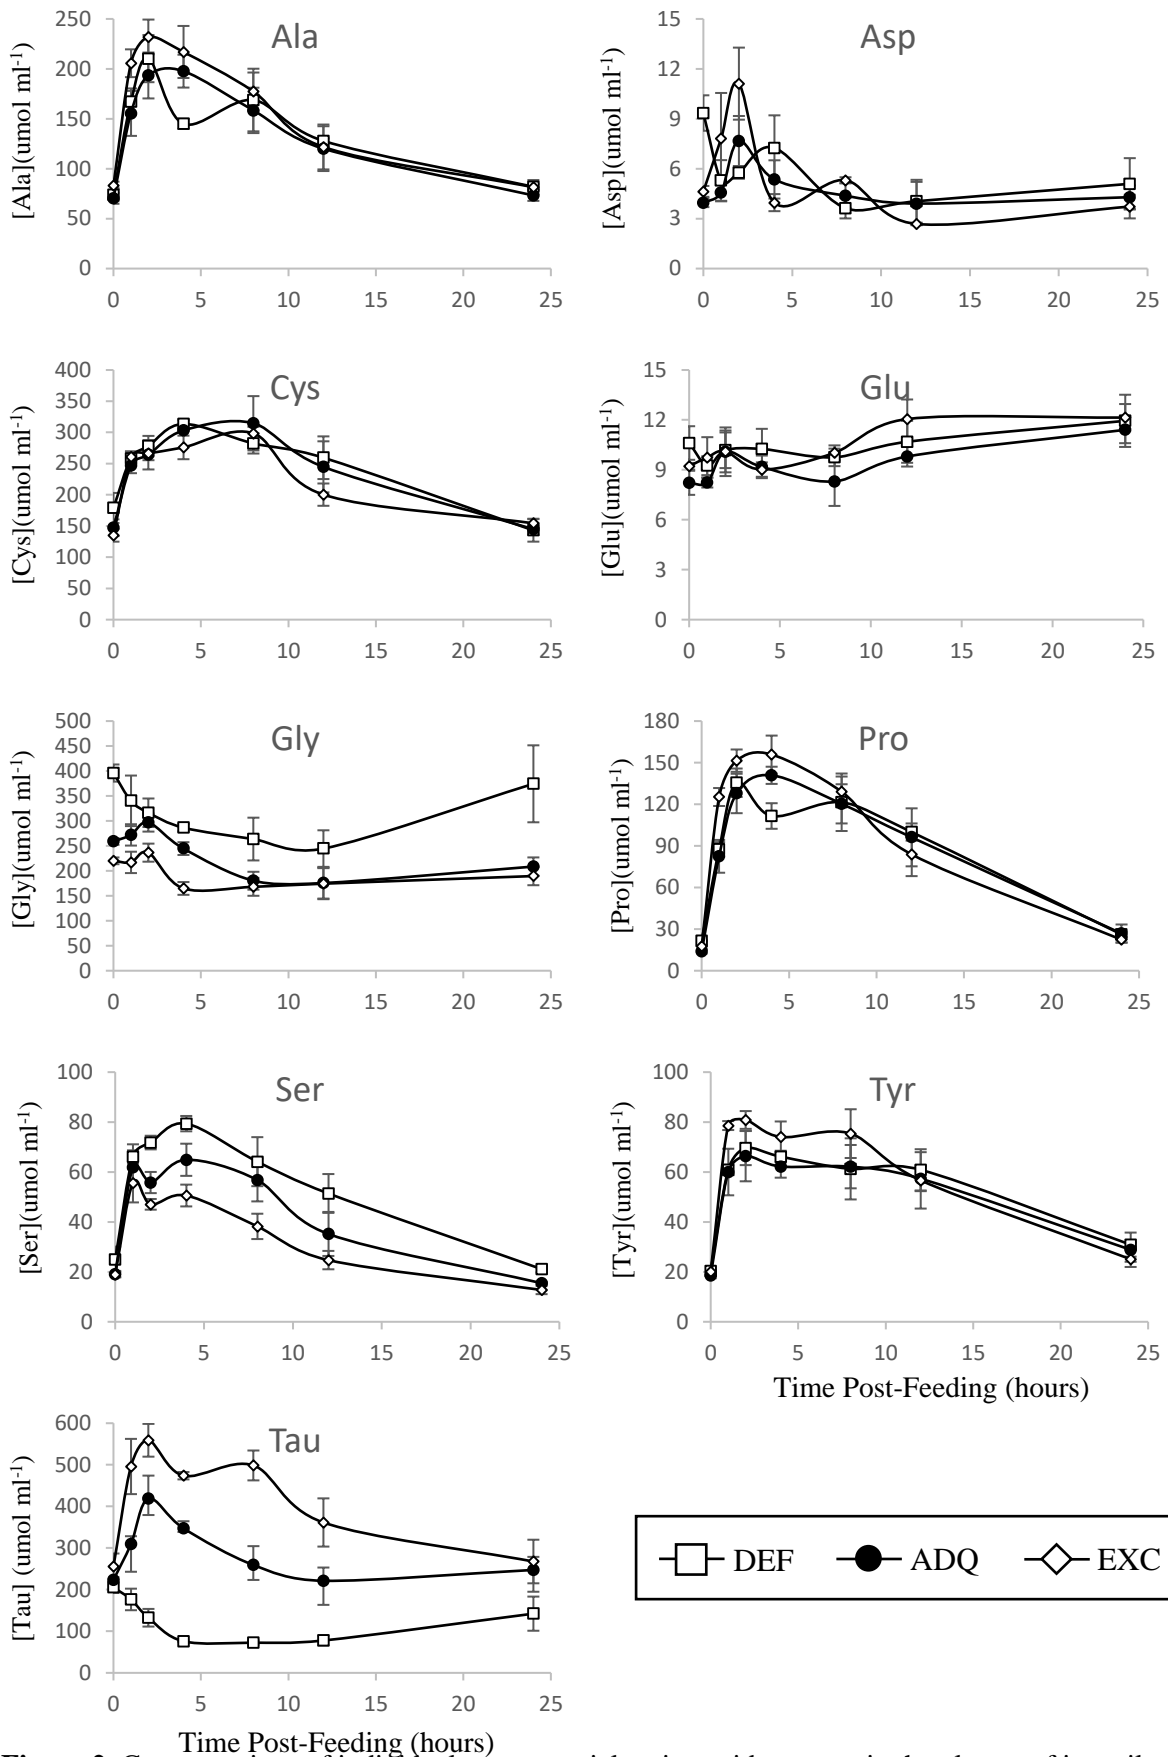 Ala
[Ala](umol ml-1)
250
200
150
100
50
0
0 5 10 15 20 25
Asp
[Asp](umol ml-1)
15
12
9
6
3
0
0 5 10 15 20 25
Cys
[Cys](umol ml-1)
400
350
300
250
200
150
100
50
0
0 5 10 15 20 25
Glu
[Glu](umol ml-1)
15
12
9
6
3
0
0 5 10 15 20 25
Gly
[Gly](umol ml-1)
500
450
400
350
300
250
200
150
100
50
0
0 5 10 15 20 25
Pro
[Pro](umol ml-1)
180
150
120
90
60
30
0
0 5 10 15 20 25
Ser
[Ser](umol ml-1)
100
80
60
40
20
0
0 5 10 15 20 25
Tyr
[Tyr](umol ml-1)
100
80
60
40
20
0
0 5 10 15 20 25
Time Post-Feeding (hours)
Tau
[Tau] (umol ml-1)
600
500
400
300
200
100
0
0 5 10 15 20 25
Time Post-Feeding (hours)
DEF ADQ EXC